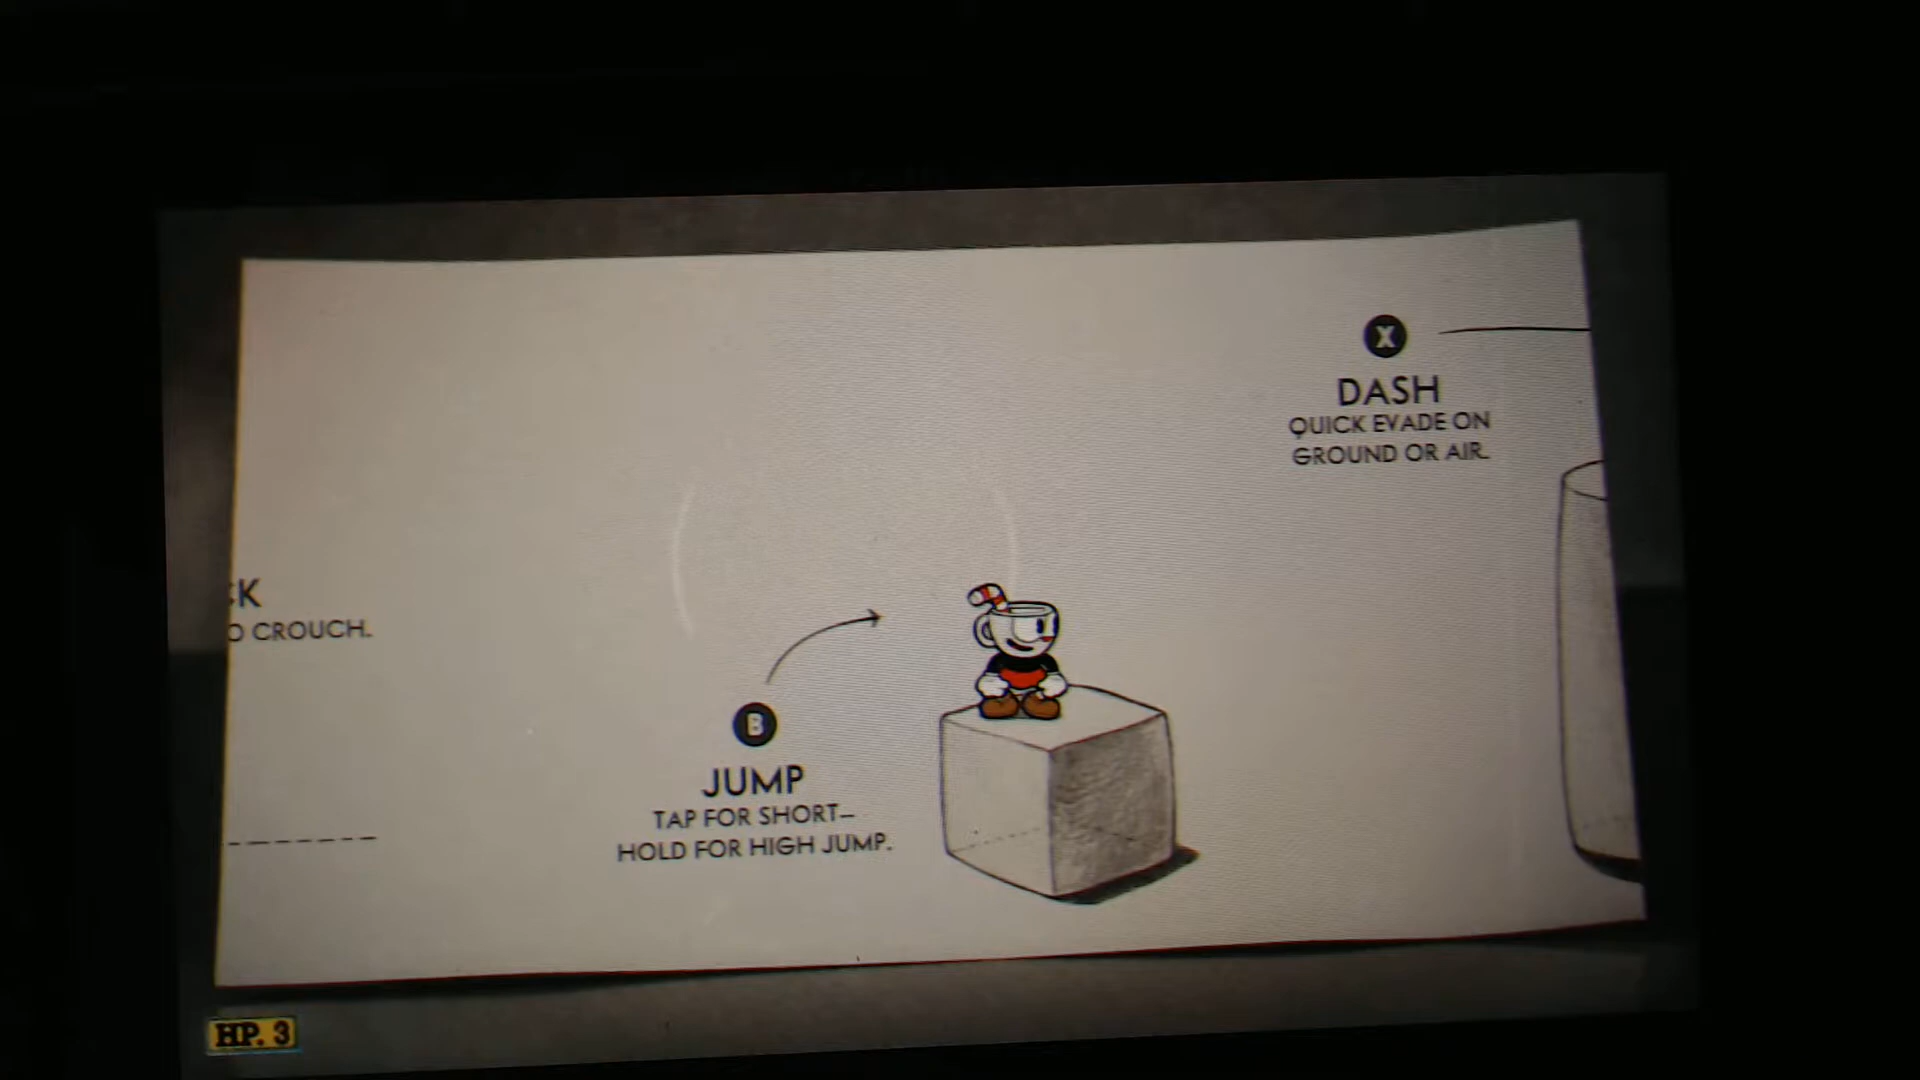 X
DASH
QUICK EVADE ON
GROUND OR AIR.
CROUCH.
B
JUMP
TAP FOR SHORT–
HOLD FOR HIGH JUMP.
HP. 3